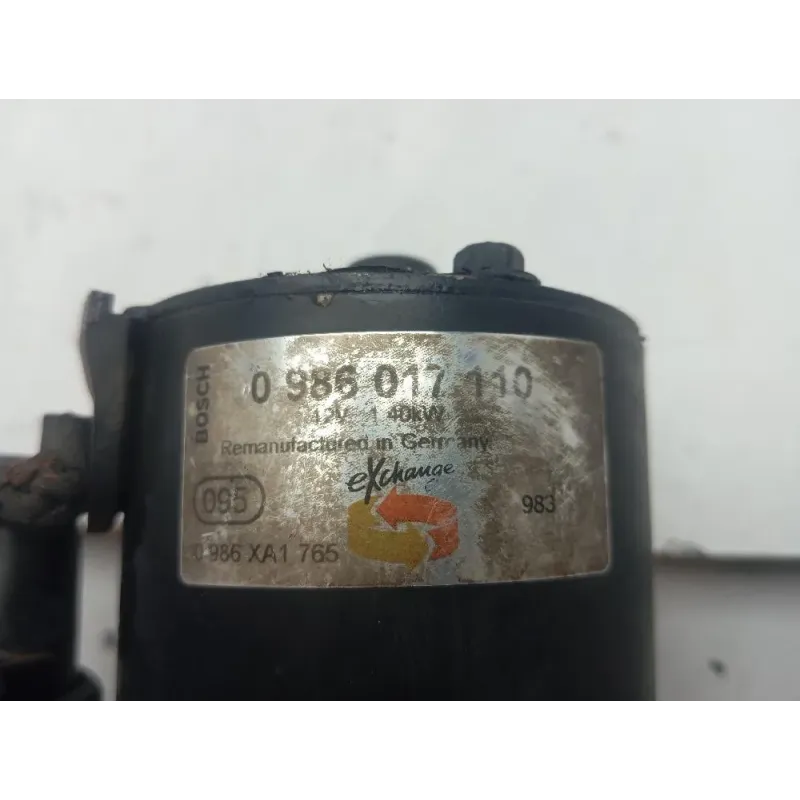 BOSCH
0 986 017 110
12V 1,40kW
Remanufactured in Germany
eXchange
095
983
0 986 XA1 765